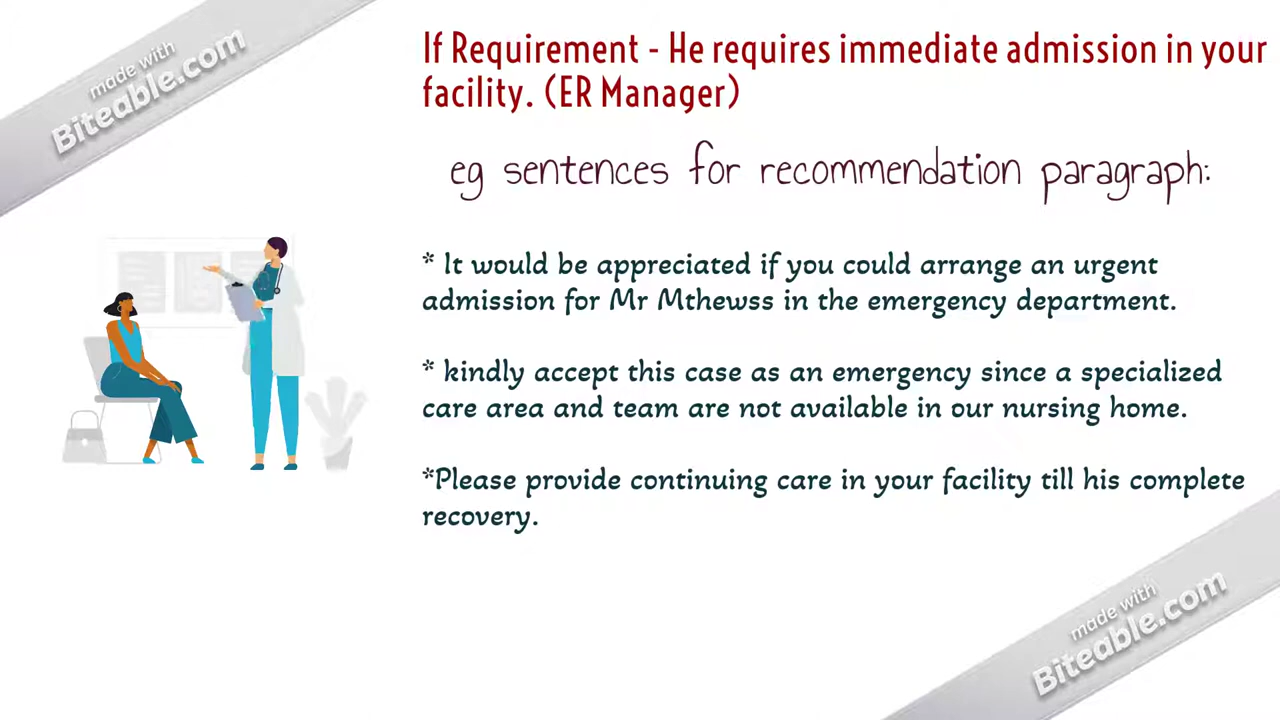 made with
Biteable.com
If Requirement - He requires immediate admission in your
facility. (ER Manager)
eg sentences for recommendation paragraph:
* It would be appreciated if you could arrange an urgent
admission for Mr Mthewss in the emergency department.
* kindly accept this case as an emergency since a specialized
care area and team are not available in our nursing home.
*Please provide continuing care in your facility till his complete
recovery.
made with
Biteable.com